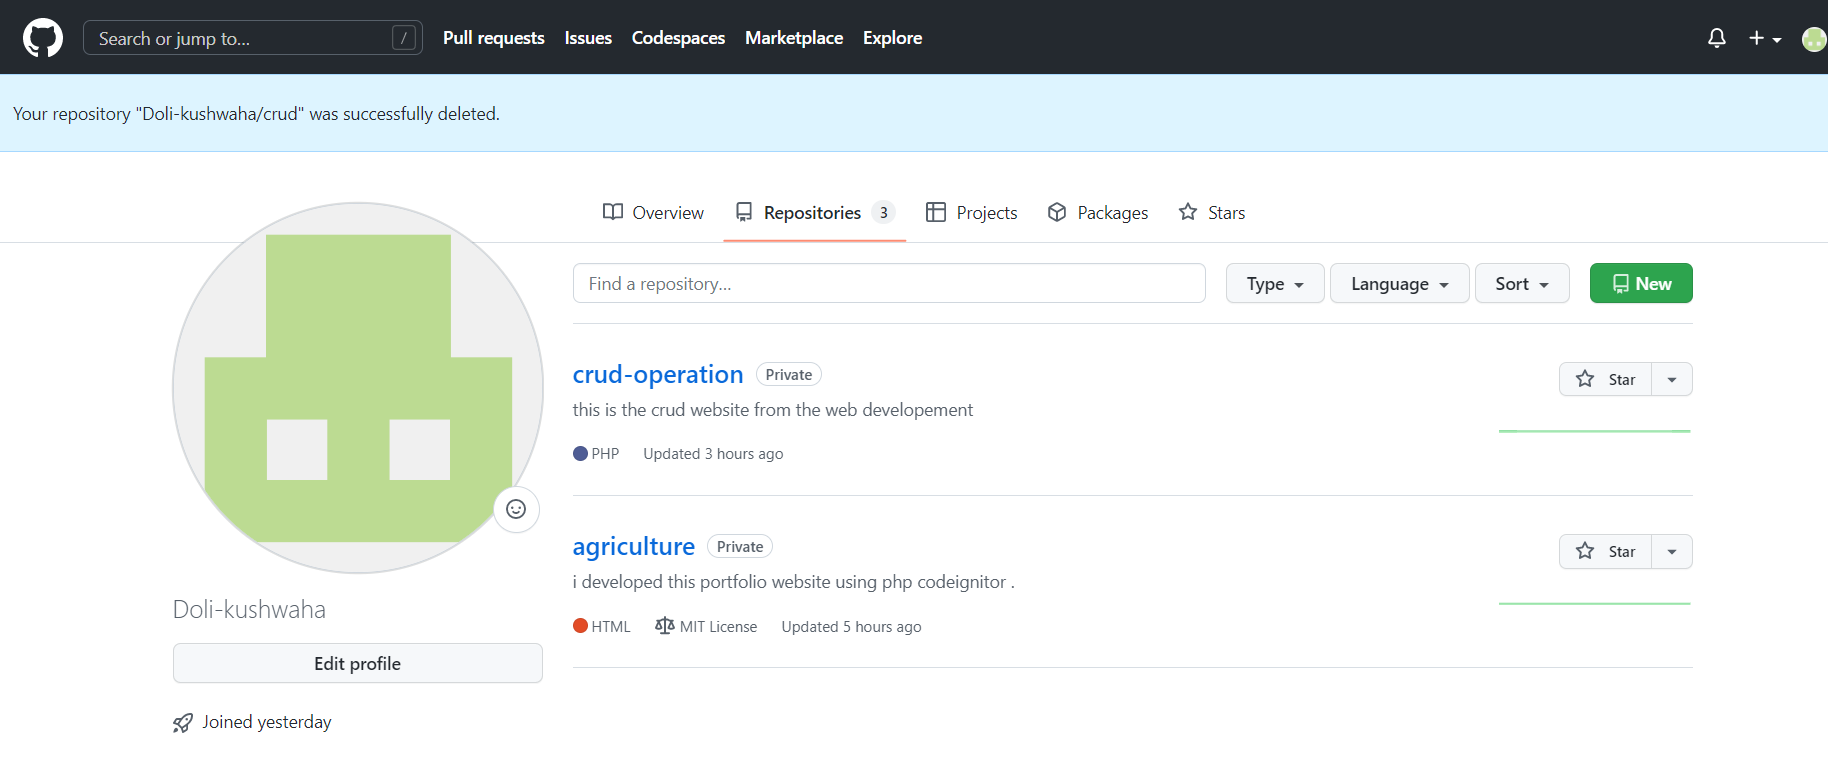 Search or jump to... /
Pull requests Issues Codespaces Marketplace Explore
Your repository "Doli-kushwaha/crud" was successfully deleted.
Overview Repositories 3 Projects Packages Stars
Find a repository... Type Language Sort New
crud-operation Private Star
this is the crud website from the web developement
PHP Updated 3 hours ago
agriculture Private Star
i developed this portfolio website using php codeignitor .
HTML MIT License Updated 5 hours ago
Doli-kushwaha
Edit profile
Joined yesterday